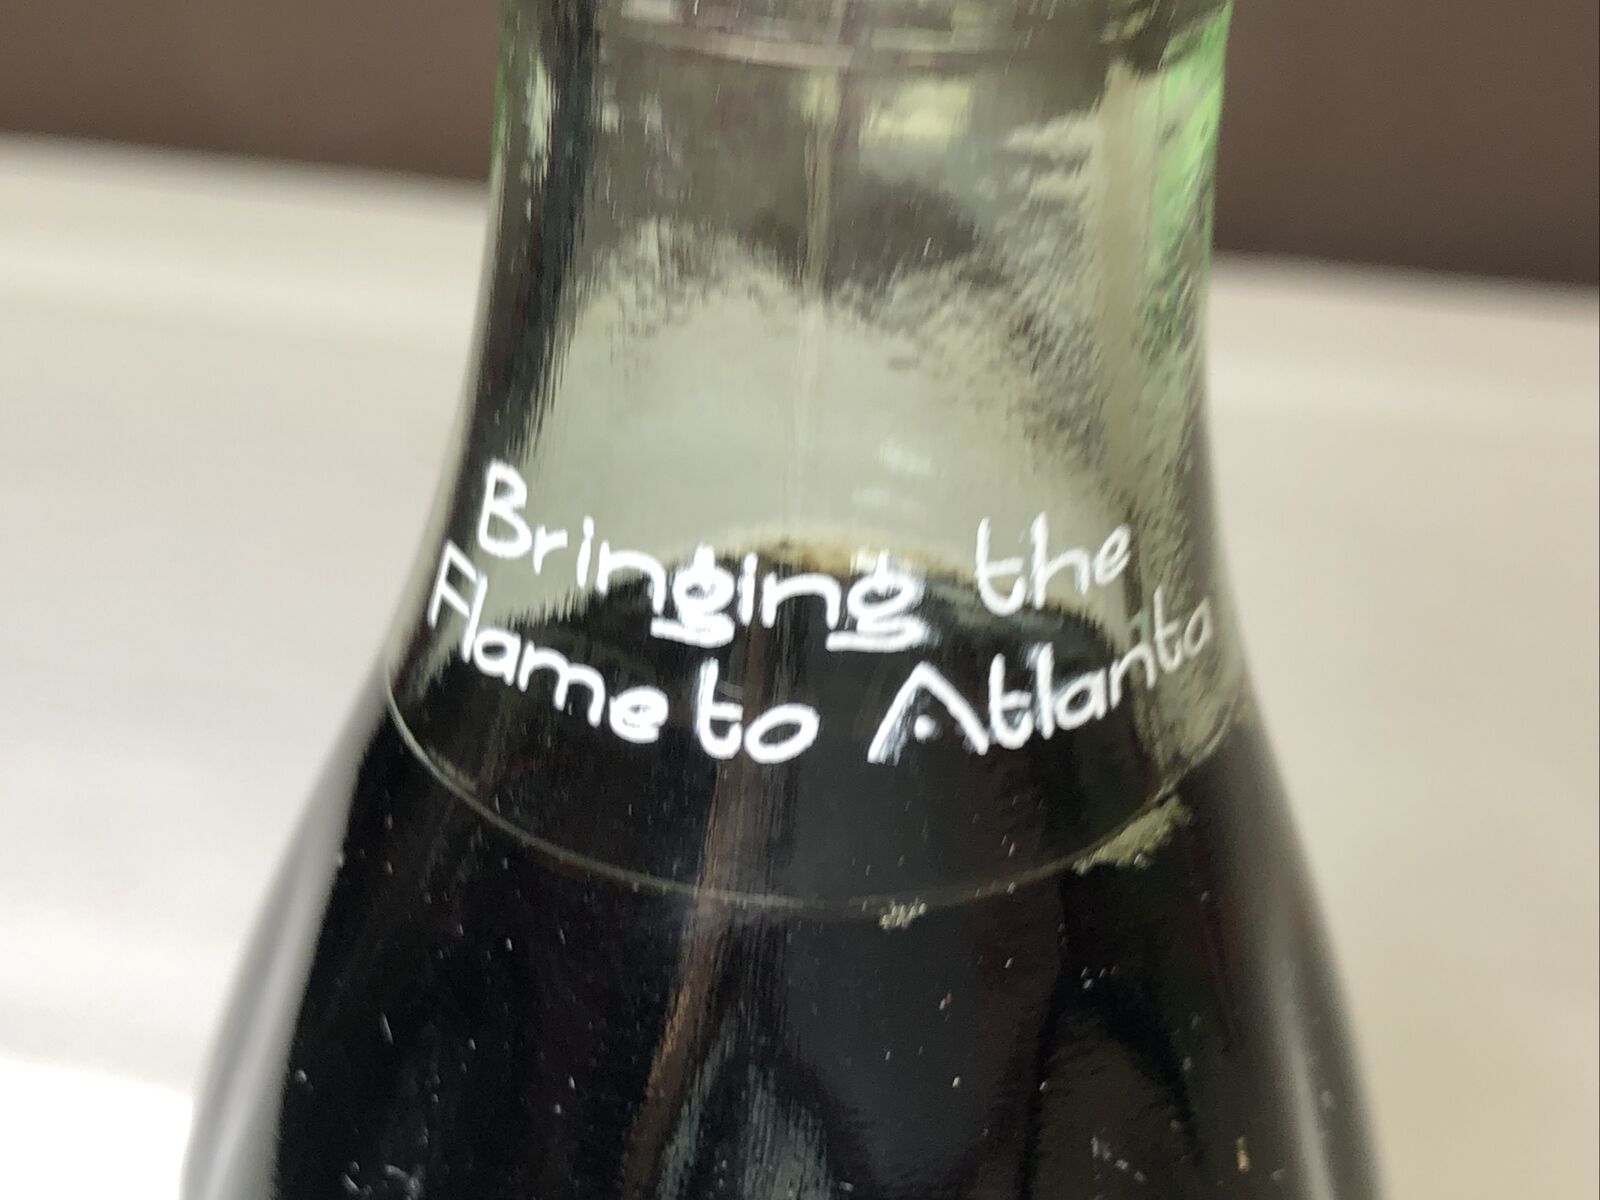 Bringing the
Flame to Atlanta